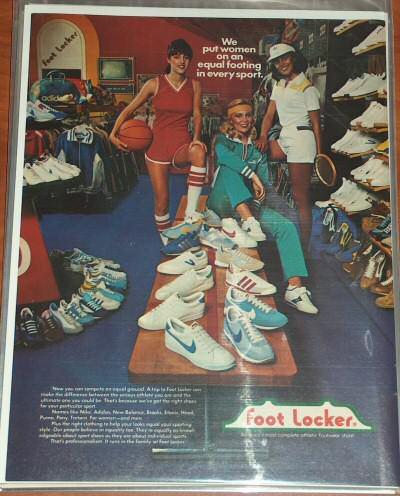 Foot Locker
adidas
We
put women
on an
equal footing
in every sport.
Now you can compete on equal ground. A trip to Foot Locker can
make the difference between the serious athlete you are and the
ultimate one you could be. That's because we've got the right shoes
for your particular sport.
Names like Nike, Adidas, New Balance, Brooks, Etonic, Head,
Puma, Pony, Tretorn. For women—and men.
Plus the right clothing to help your looks equal your sporting
style. Our people believe in equality too. They're equally as knowl-
edgeable about sport shoes as they are about individual sports.
That's professionalism. It runs in the family at Foot Locker.
Foot Locker®
most complete athletic footwear store